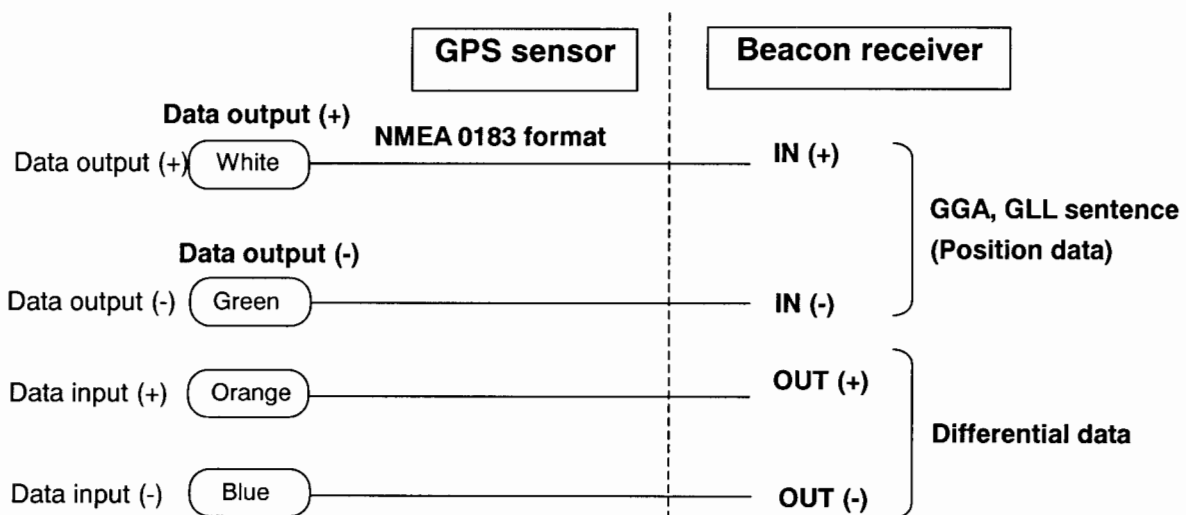 GPS sensor
Beacon receiver
Data output (+)
NMEA 0183 format
Data output (+)
White
IN (+)
GGA, GLL sentence
(Position data)
Data output (-)
Data output (-)
Green
IN (-)
Data input (+)
Orange
OUT (+)
Differential data
Data input (-)
Blue
OUT (-)